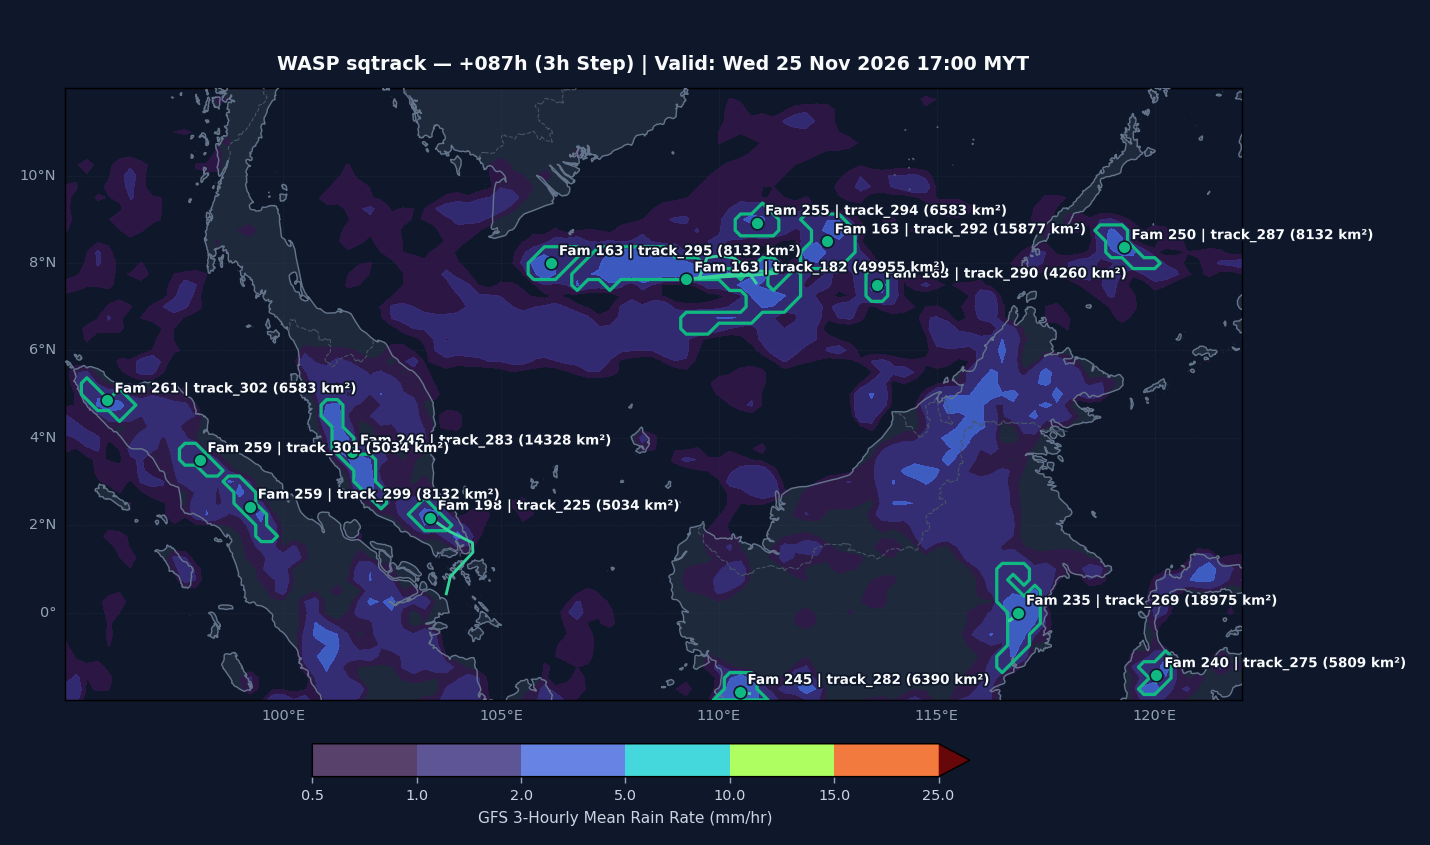 WASP sqtrack — +087h (3h Step) | Valid: Wed 25 Nov 2026 17:00 MYT
10°N
8°N
6°N
4°N
2°N
0°
Fam 255 | track_294 (6583 km²)
Fam 163 | track_292 (15877 km²)
Fam 250 | track_287 (8132 km²)
Fam 163 | track_295 (8132 km²)
Fam 163 | track_182 (49955 km²)
Fam 163 | track_290 (4260 km²)
Fam 261 | track_302 (6583 km²)
Fam 246 | track_283 (14328 km²)
Fam 259 | track_301 (5034 km²)
Fam 259 | track_299 (8132 km²)
Fam 198 | track_225 (5034 km²)
Fam 235 | track_269 (18975 km²)
Fam 240 | track_275 (5809 km²)
Fam 245 | track_282 (6390 km²)
100°E 105°E 110°E 115°E 120°E
0.5 1.0 2.0 5.0 10.0 15.0 25.0
GFS 3-Hourly Mean Rain Rate (mm/hr)